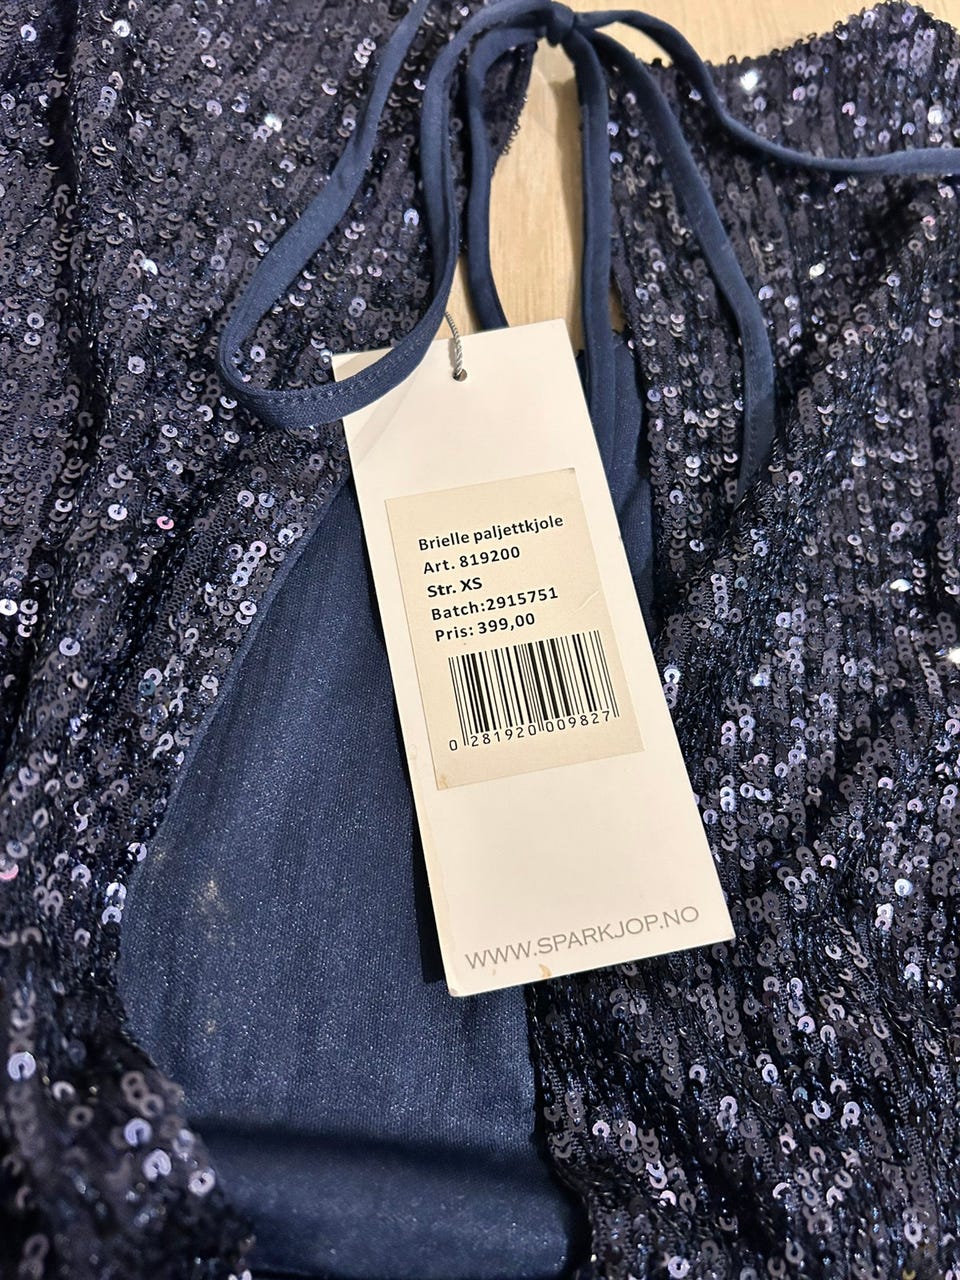 Brielle paljettkjole
Art. 819200
Str. XS
Batch:2915751
Pris: 399,00
0 281920 009827
WWW.SPARKJOP.NO